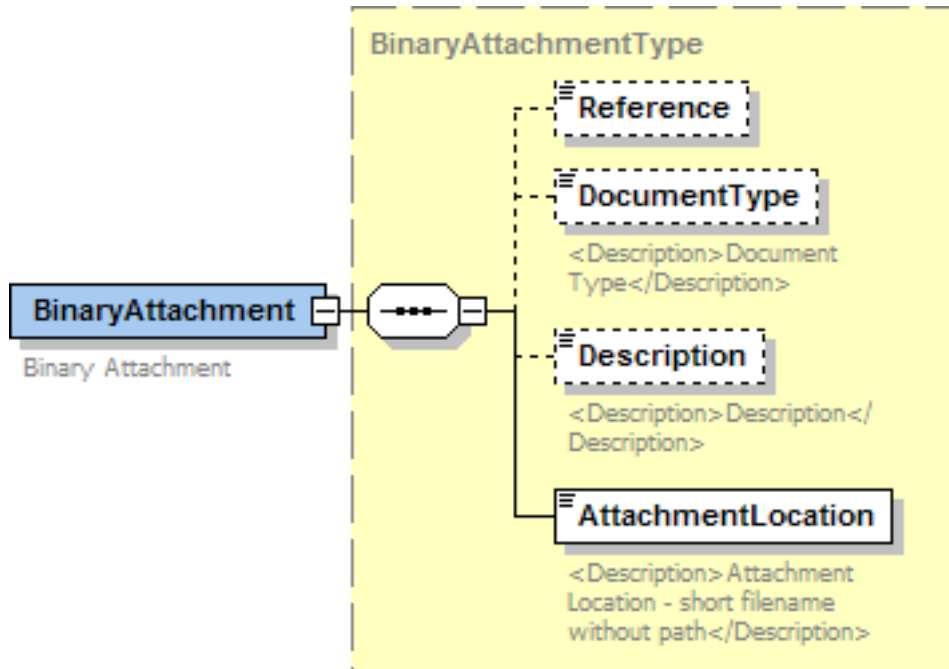 BinaryAttachmentType
Reference
DocumentType
<Description>Document
Type</Description>
BinaryAttachment
Binary Attachment
Description
<Description>Description</
Description>
AttachmentLocation
<Description>Attachment
Location - short filename
without path</Description>